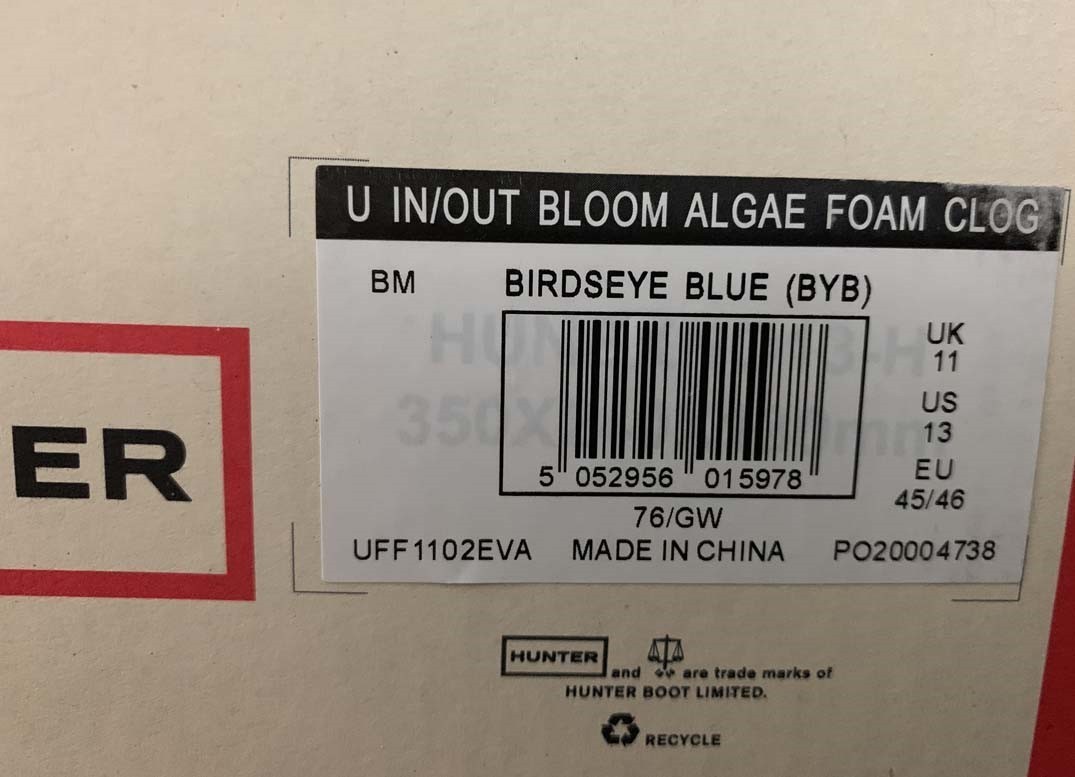 U IN/OUT BLOOM ALGAE FOAM CLOG
BM BIRDSEYE BLUE (BYB)
UK
11
US
13
EU
45/46
5 052956 015978
76/GW
UFF1102EVA MADE IN CHINA PO20004738
ER
HUNTER and are trade marks of
HUNTER BOOT LIMITED.
RECYCLE